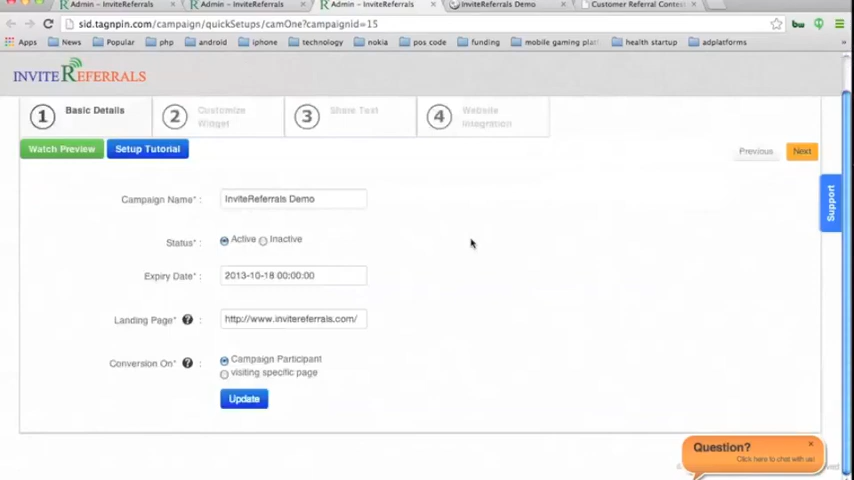 Admin – InviteReferrals
Admin – InviteReferrals
Admin – InviteReferrals
InviteReferrals Demo
Customer Referral Contes
sid.tagnpin.com/campaign/quickSetups/camOne?campaignid=15
Apps News Popular php android iphone technology nokia pos code funding mobile gaming plat health startup adplatforms
INVITEREFERRALS
1 Basic Details
2 Customize Widget
3 Share Text
4 Website Integration
Watch Preview
Setup Tutorial
Previous
Next
Support
Campaign Name* : InviteReferrals Demo
Status* : Active Inactive
Expiry Date* : 2013-10-18 00:00:00
Landing Page* ? : http://www.invitereferrals.com/
Conversion On* ? : Campaign Participant
visiting specific page
Update
Question?
Click here to chat with us!